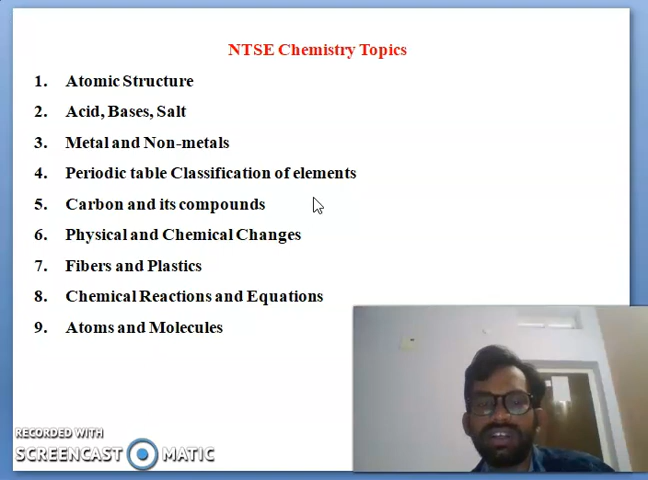 NTSE Chemistry Topics
1. Atomic Structure
2. Acid, Bases, Salt
3. Metal and Non-metals
4. Periodic table Classification of elements
5. Carbon and its compounds
6. Physical and Chemical Changes
7. Fibers and Plastics
8. Chemical Reactions and Equations
9. Atoms and Molecules
RECORDED WITH
SCREENCAST MATIC